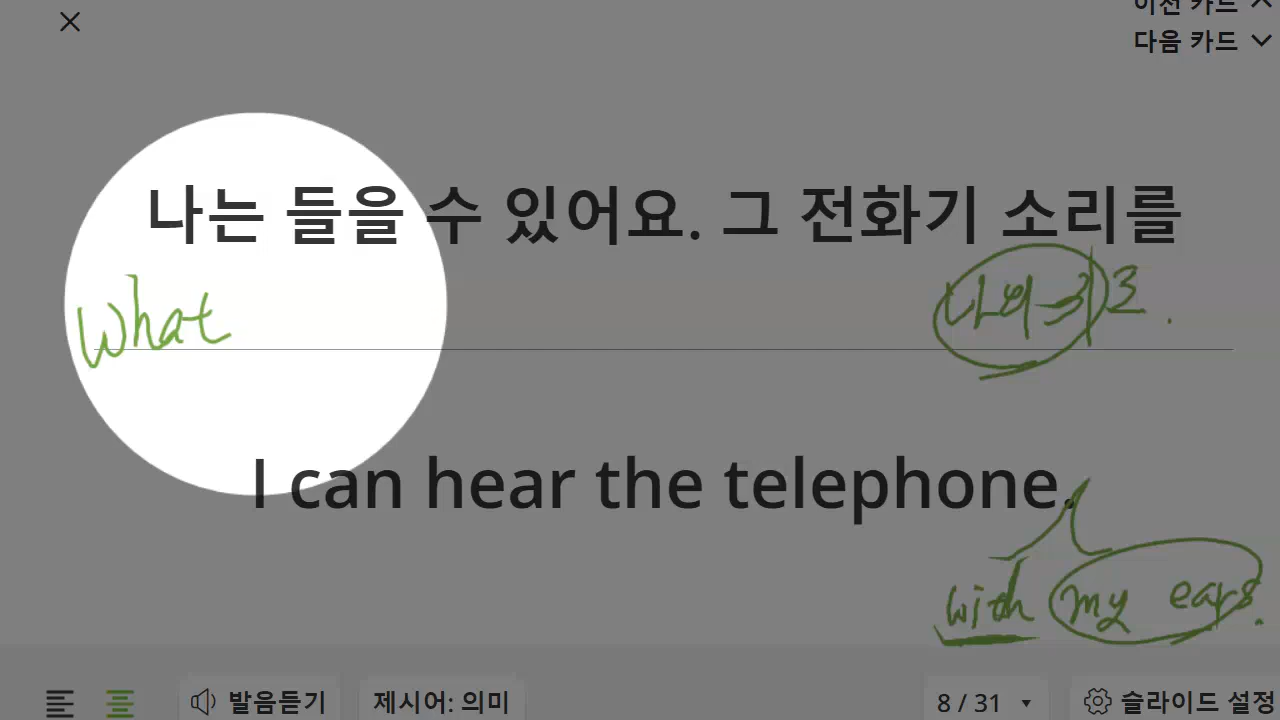 이전 카드
다음 카드
나는 들을 수 있어요. 그 전화기 소리를
What
나의 귀로.
I can hear the telephone.
with my ears.
발음듣기
제시어: 의미
8 / 31
슬라이드 설정